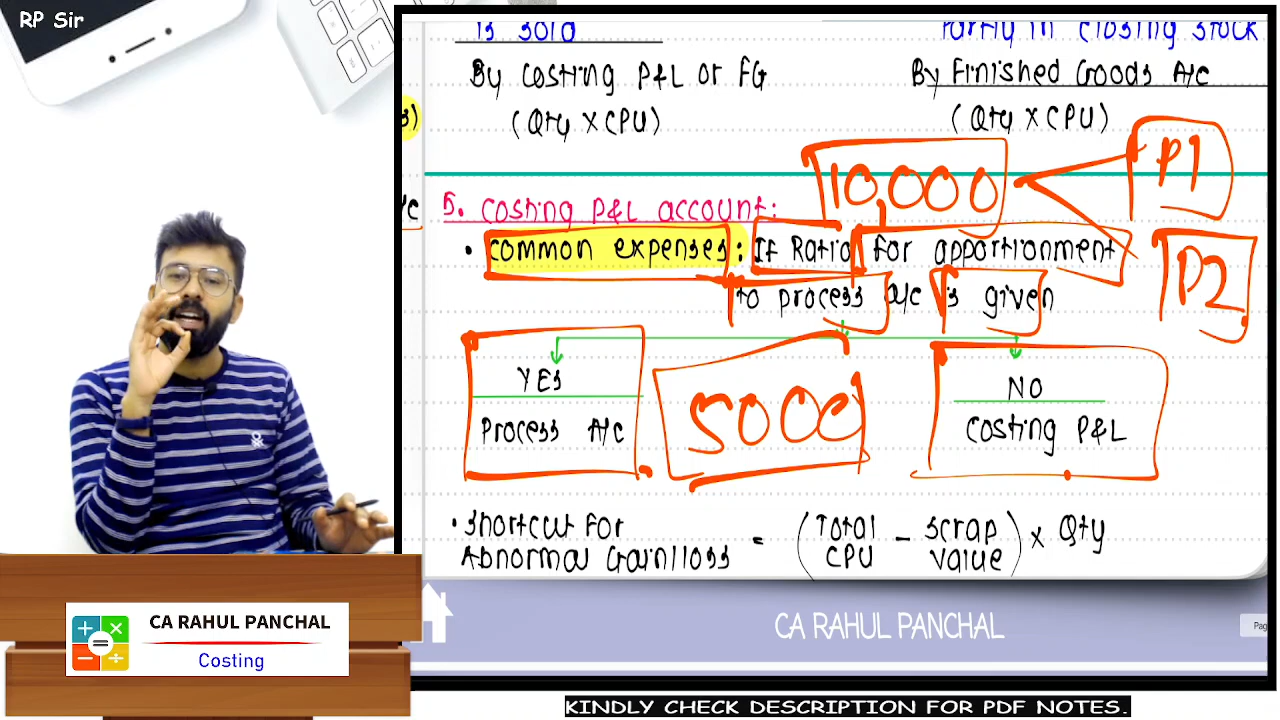 RP Sir
is sold
partly in closing stock
By Costing P&L or FG
By Finished Goods A/c
(Qty X CPU)
(Qty X CPU)
10,000
P1
5. Costing P&L account:
• Common expenses: If Ratio for apportionment
to process a/c is given
P2
YES
NO
Process A/c
5000
Costing P&L
• Shortcut for
Abnormal Gain/loss = (Total CPU - Scrap value) x Qty
CA RAHUL PANCHAL
Costing
CA RAHUL PANCHAL
Pag
KINDLY CHECK DESCRIPTION FOR PDF NOTES.